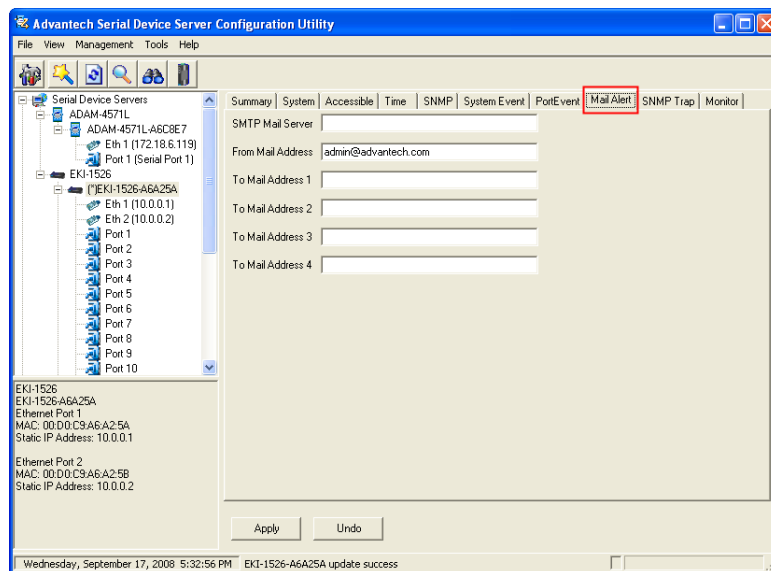 Advantech Serial Device Server Configuration Utility
File View Management Tools Help
Serial Device Servers
ADAM-4571L
ADAM-4571L-A6C8E7
Eth 1 (172.18.6.119)
Port 1 (Serial Port 1)
EKI-1526
(*)EKI-1526-A6A25A
Eth 1 (10.0.0.1)
Eth 2 (10.0.0.2)
Port 1
Port 2
Port 3
Port 4
Port 5
Port 6
Port 7
Port 8
Port 9
Port 10
EKI-1526
EKI-1526-A6A25A
Ethernet Port 1
MAC: 00:D0:C9:A6:A2:5A
Static IP Address: 10.0.0.1
Ethernet Port 2
MAC: 00:D0:C9:A6:A2:5B
Static IP Address: 10.0.0.2
Summary System Accessible Time SNMP System Event PortEvent Mail Alert SNMP Trap Monitor
SMTP Mail Server
From Mail Address admin@advantech.com
To Mail Address 1
To Mail Address 2
To Mail Address 3
To Mail Address 4
Apply Undo
Wednesday, September 17, 2008 5:32:56 PM EKI-1526-A6A25A update success